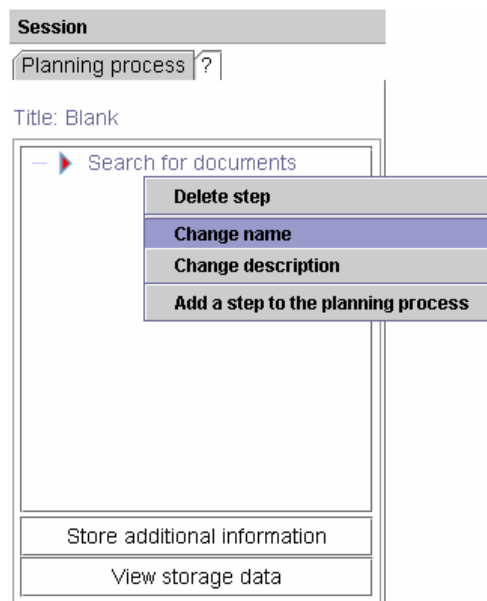 Session
Planning process ?
Title: Blank
Search for documents
Delete step
Change name
Change description
Add a step to the planning process
Store additional information
View storage data